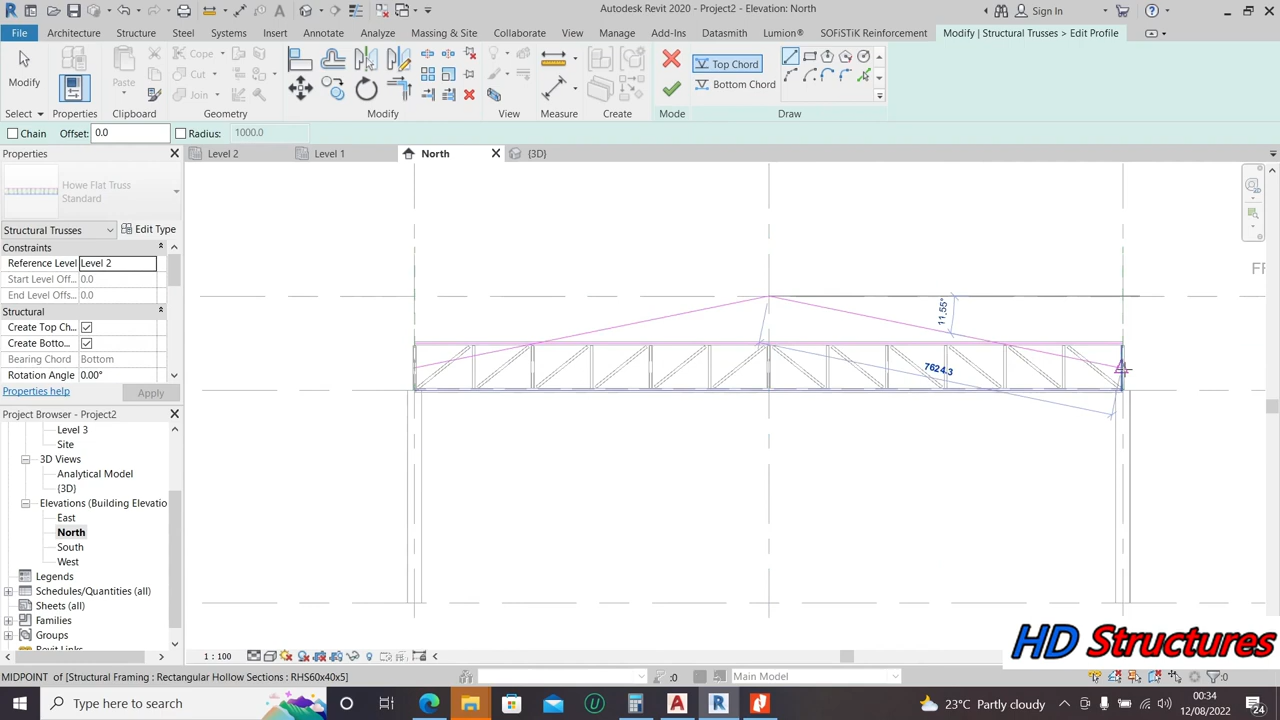 Autodesk Revit 2020 - Project2 - Elevation: North
Sign In
File
Architecture
Structure
Steel
Systems
Insert
Annotate
Analyze
Massing & Site
Collaborate
View
Manage
Add-Ins
Datasmith
Lumion®
SOFiSTiK Reinforcement
Modify | Structural Trusses > Edit Profile
Modify
Paste
Cope
Cut
Join
Top Chord
Bottom Chord
Select
Properties
Clipboard
Geometry
Modify
View
Measure
Create
Mode
Draw
Chain
Offset:
0.0
Radius:
1000.0
Properties
Level 2
Level 1
North
{3D}
Howe Flat Truss
Standard
Structural Trusses
Edit Type
Constraints
Reference Level
Level 2
Start Level Off...
0.0
End Level Offs...
0.0
Structural
Create Top Ch...
Create Botto...
Bearing Chord
Bottom
Rotation Angle
0.00°
Properties help
Apply
Project Browser - Project2
Level 3
Site
3D Views
Analytical Model
{3D}
Elevations (Building Elevatio
East
North
South
West
Legends
Schedules/Quantities (all)
Sheets (all)
Families
Groups
Revit Links
11.55°
7624.3
FF
HD Structures
1 : 100
MIDPOINT of [Structural Framing : Rectangular Hollow Sections : RHS60x40x5]
:0
Main Model
:0
Type here to search
23°C Partly cloudy
00:34
12/08/2022
24